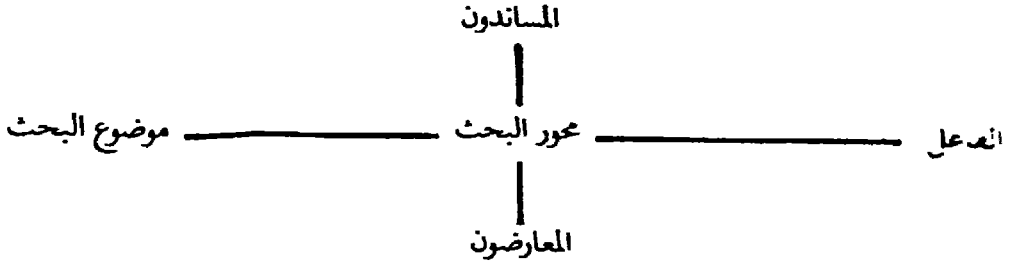 المساندون
الفاعل محور البحث موضوع البحث
المعارضون